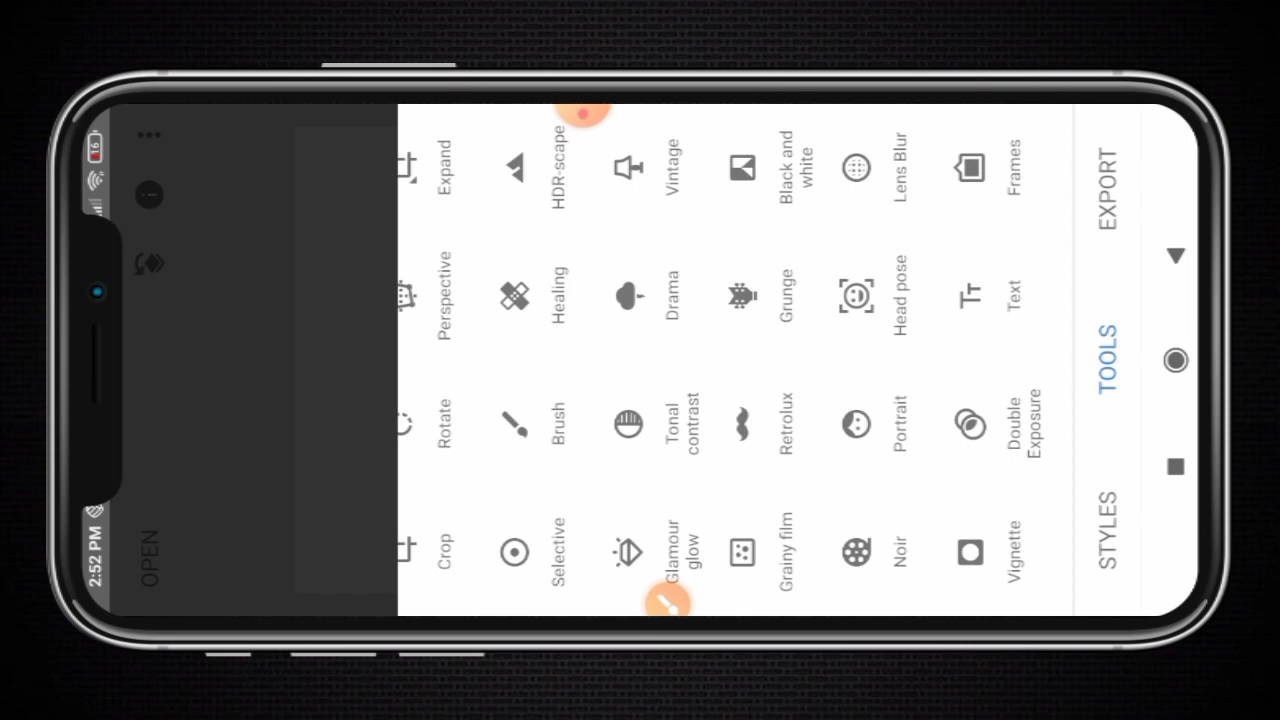 2:52 PM
16
OPEN
Crop
Rotate
Perspective
Expand
Selective
Brush
Healing
HDR-scape
Glamour
glow
Tonal
contrast
Drama
Vintage
Grainy film
Retrolux
Grunge
Black and
white
Noir
Portrait
Head pose
Lens Blur
Vignette
Double
Exposure
Text
Frames
STYLES
TOOLS
EXPORT